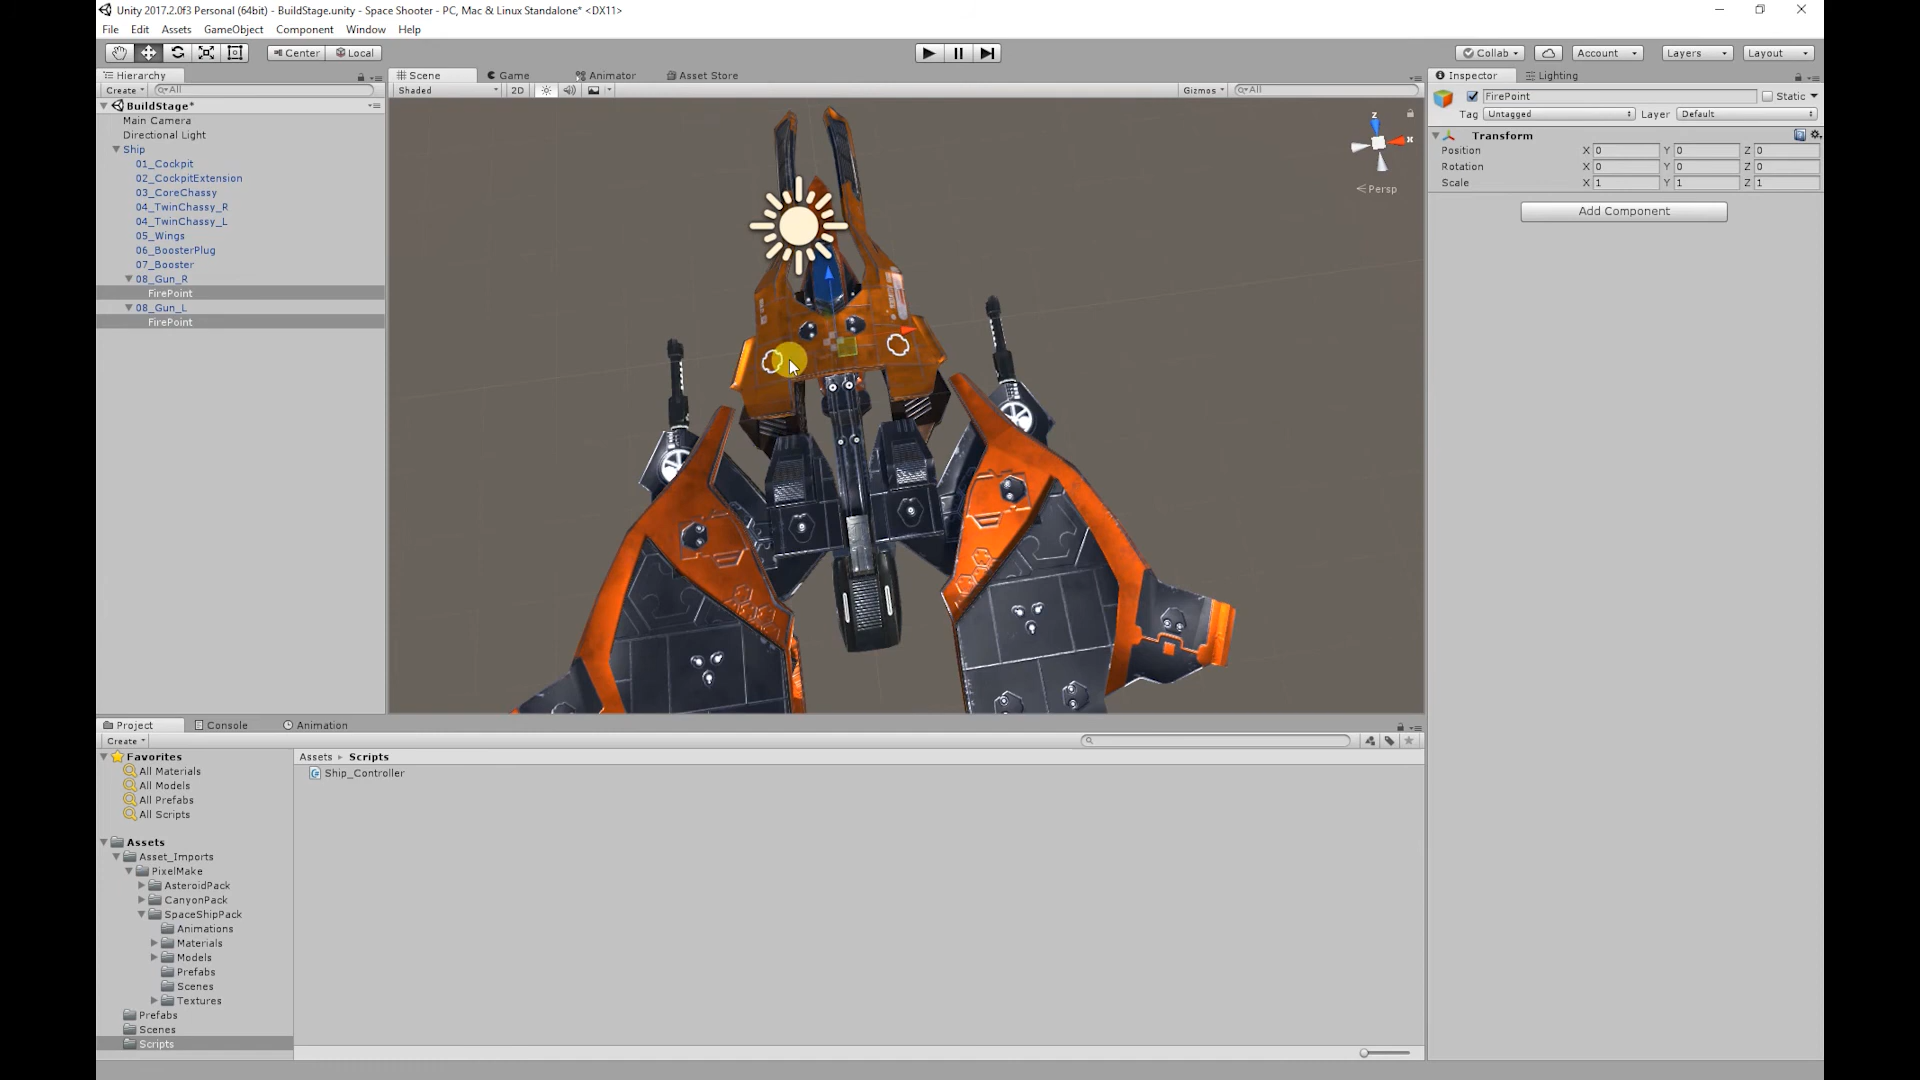 Unity 2017.2.0f3 Personal (64bit) - BuildStage.unity - Space Shooter - PC, Mac & Linux Standalone* <DX11>
File Edit Assets GameObject Component Window Help
Center Local Collab Account Layers Layout
Hierarchy
Create All
BuildStage*
Main Camera
Directional Light
Ship
01_Cockpit
02_CockpitExtension
03_CoreChassy
04_TwinChassy_R
04_TwinChassy_L
05_Wings
06_BoosterPlug
07_Booster
08_Gun_R
FirePoint
08_Gun_L
FirePoint
Scene Game Animator Asset Store
Shaded 2D Gizmos All
z
x
Persp
Inspector Lighting
FirePoint Static
Tag Untagged Layer Default
Transform
Position X 0 Y 0 Z 0
Rotation X 0 Y 0 Z 0
Scale X 1 Y 1 Z 1
Add Component
Project Console Animation
Create
Favorites
All Materials
All Models
All Prefabs
All Scripts
Assets
Asset_Imports
PixelMake
AsteroidPack
CanyonPack
SpaceShipPack
Animations
Materials
Models
Prefabs
Scenes
Textures
Prefabs
Scenes
Scripts
Assets Scripts
Ship_Controller